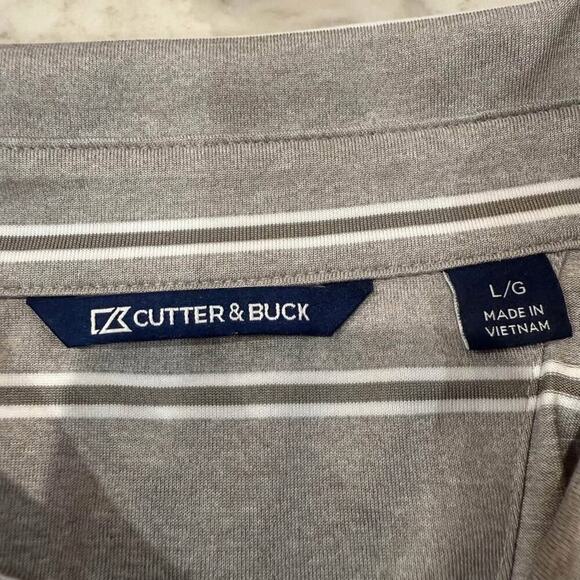 CUTTER & BUCK
L/G
MADE IN
VIETNAM